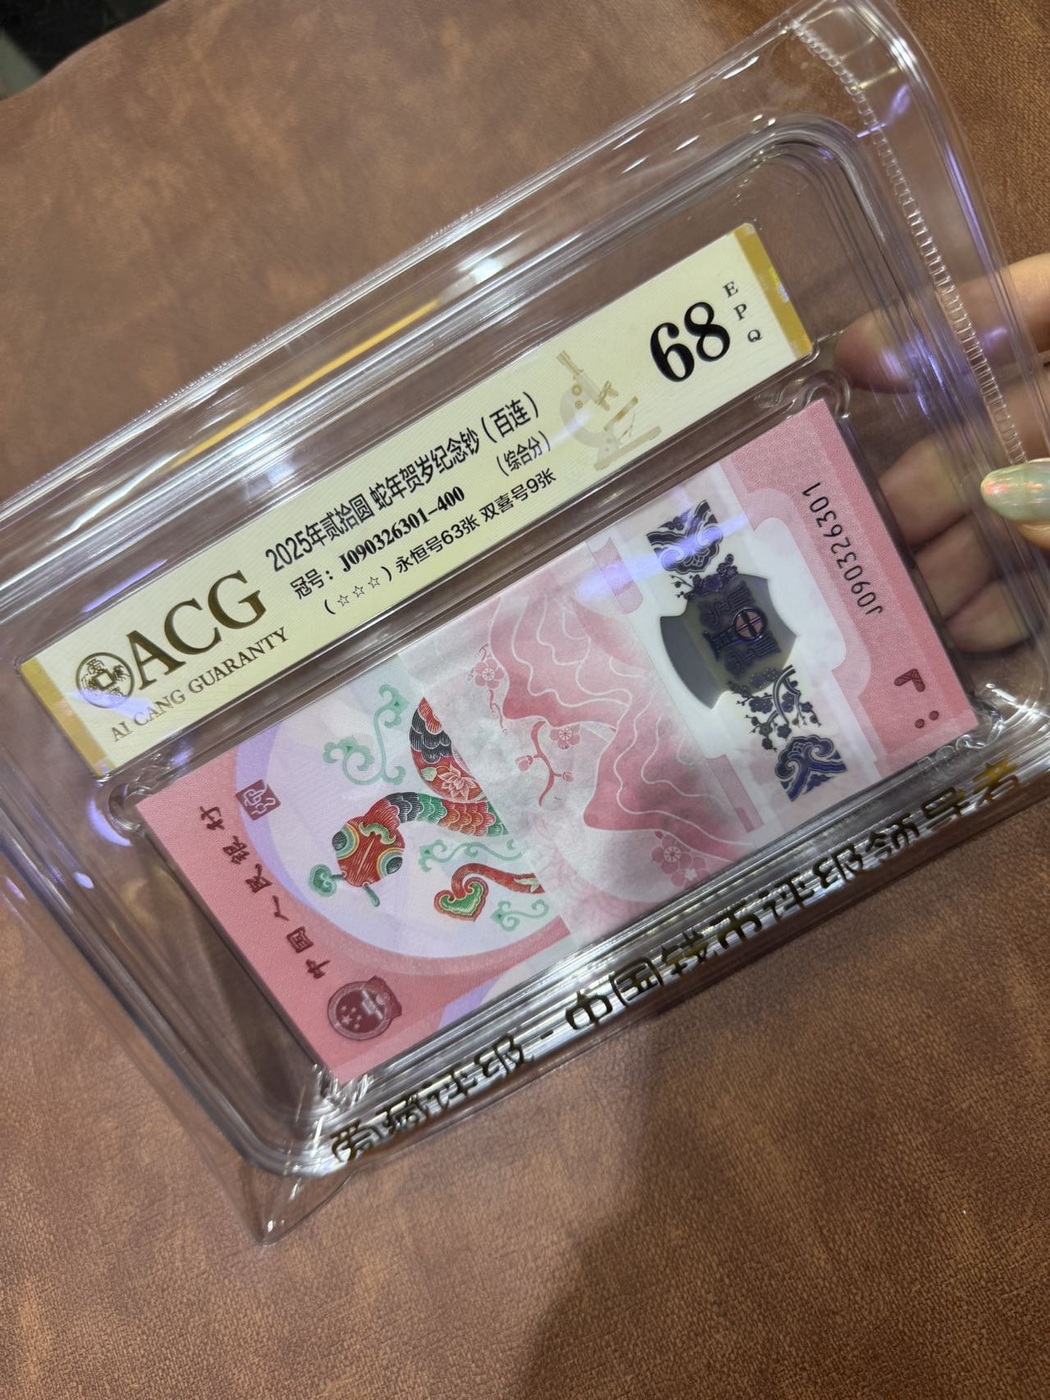 ACG
AI CANG GUARANTY
2025年贰拾圆 蛇年贺岁纪念钞（百连）
冠号：J090326301-400 （综合分）
（☆☆☆）永恒号63张 双喜号9张
68
E
P
Q
中国人民银行
J090326301
爱藏评级 - 中国钱币评级领导者